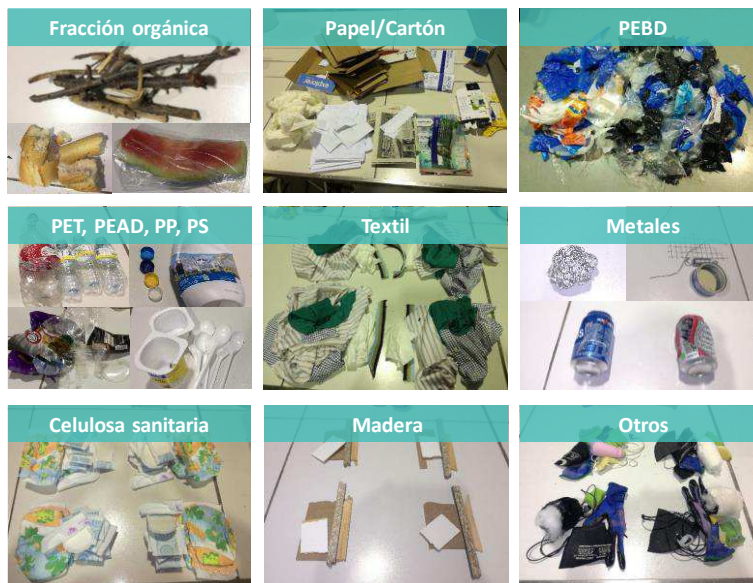 Fracción orgánica
Papel/Cartón
PEBD
PET, PEAD, PP, PS
Textil
Metales
Celulosa sanitaria
Madera
Otros